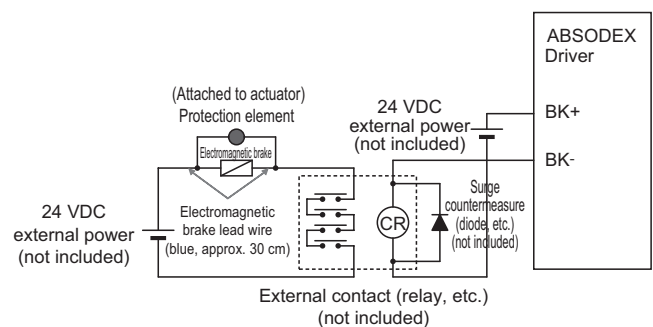 ABSODEX
Driver
(Attached to actuator)
Protection element
24 VDC
external power
(not included)
BK+
BK-
Electromagnetic brake
Surge
countermeasure
(diode, etc.)
(not included)
CR
24 VDC
external power
(not included)
Electromagnetic
brake lead wire
(blue, approx. 30 cm)
External contact (relay, etc.)
(not included)